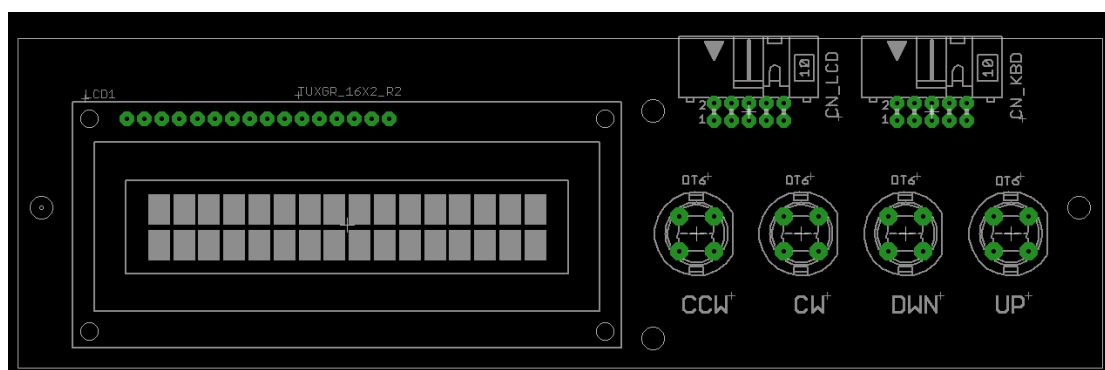 LCD1
TUXGR_16X2_R2
10
CN_LCD
2
1
10
CN_KBD
2
1
DT6
DT6
DT6
DT6
CCW
CW
DWN
UP